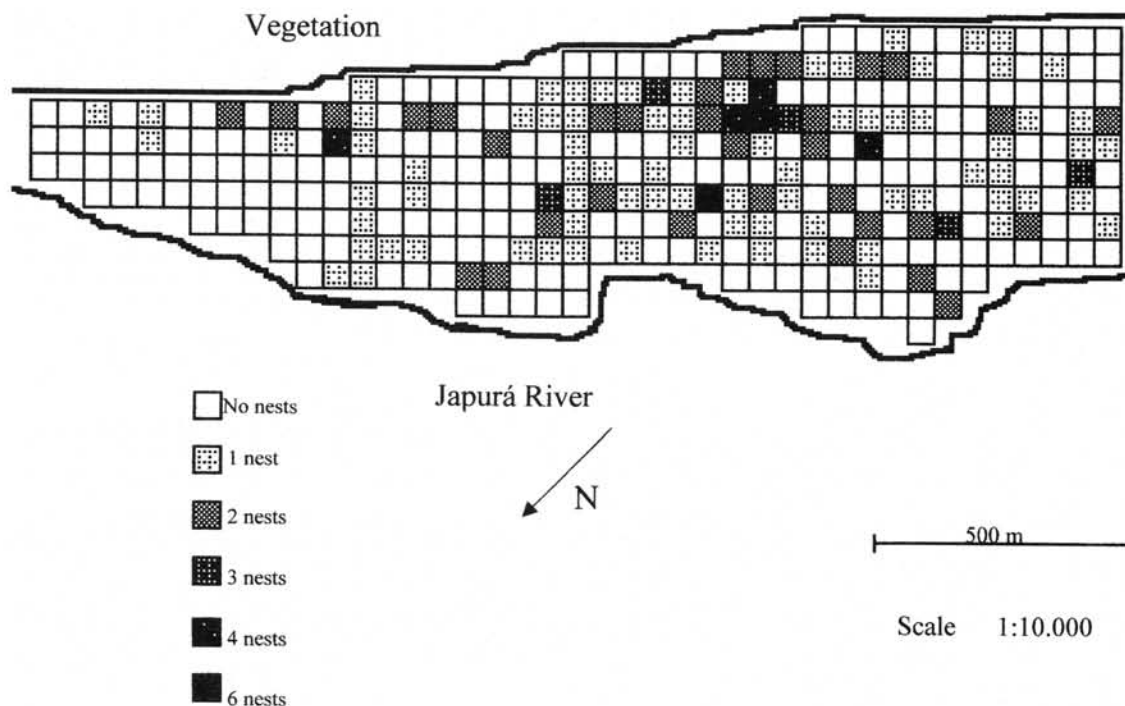 Vegetation
Japurá River
No nests
1 nest
2 nests
3 nests
4 nests
6 nests
N
500 m
Scale 1:10.000